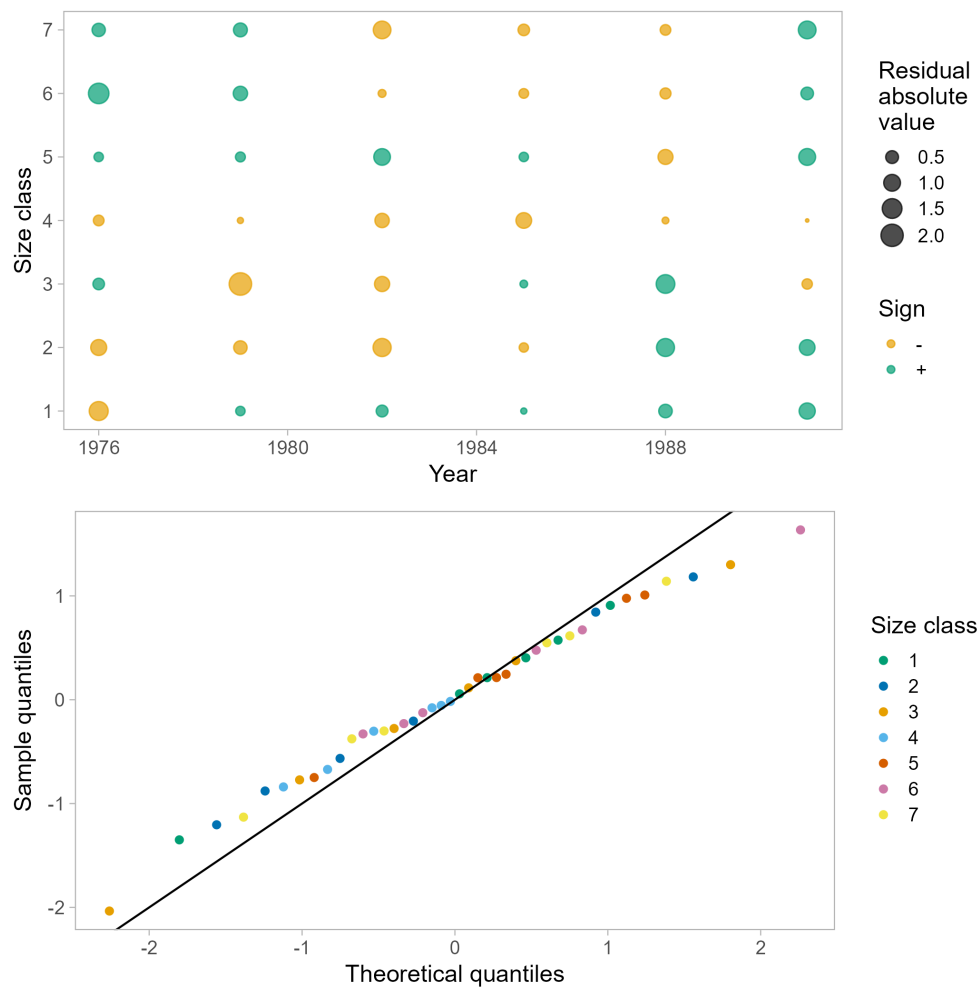 7
6
5
4
3
2
1
Size class
1976 1980 1984 1988
Year
Residual
absolute
value
0.5
1.0
1.5
2.0
Sign
-
+
1
0
-1
-2
Sample quantiles
-2 -1 0 1 2
Theoretical quantiles
Size class
1
2
3
4
5
6
7